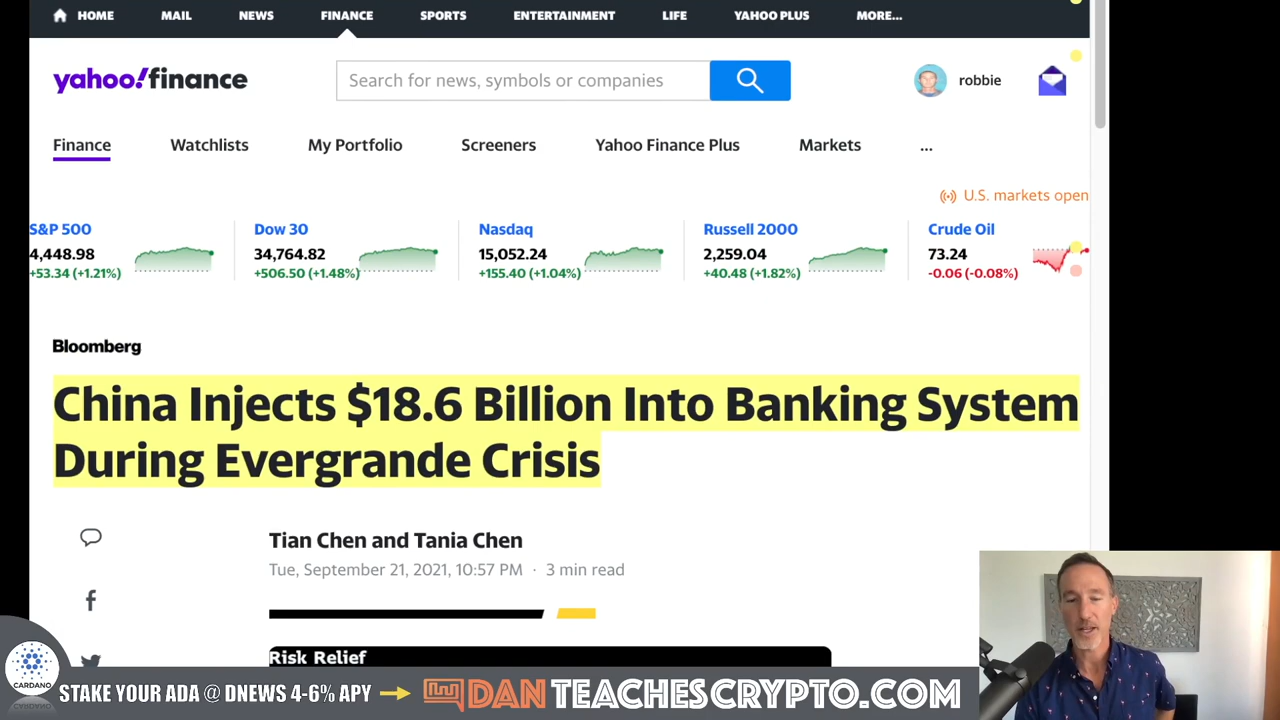 HOME MAIL NEWS FINANCE SPORTS ENTERTAINMENT LIFE YAHOO PLUS MORE...
yahoo!finance Search for news, symbols or companies robbie
Finance Watchlists My Portfolio Screeners Yahoo Finance Plus Markets ...
U.S. markets open
S&P 500 Dow 30 Nasdaq Russell 2000 Crude Oil
4,448.98 34,764.82 15,052.24 2,259.04 73.24
+53.34 (+1.21%) +506.50 (+1.48%) +155.40 (+1.04%) +40.48 (+1.82%) -0.06 (-0.08%)
Bloomberg
China Injects $18.6 Billion Into Banking System
During Evergrande Crisis
Tian Chen and Tania Chen
Tue, September 21, 2021, 10:57 PM · 3 min read
Risk Relief
CARDANO
STAKE YOUR ADA @ DNEWS 4-6% APY DANTEACHESCRYPTO.COM